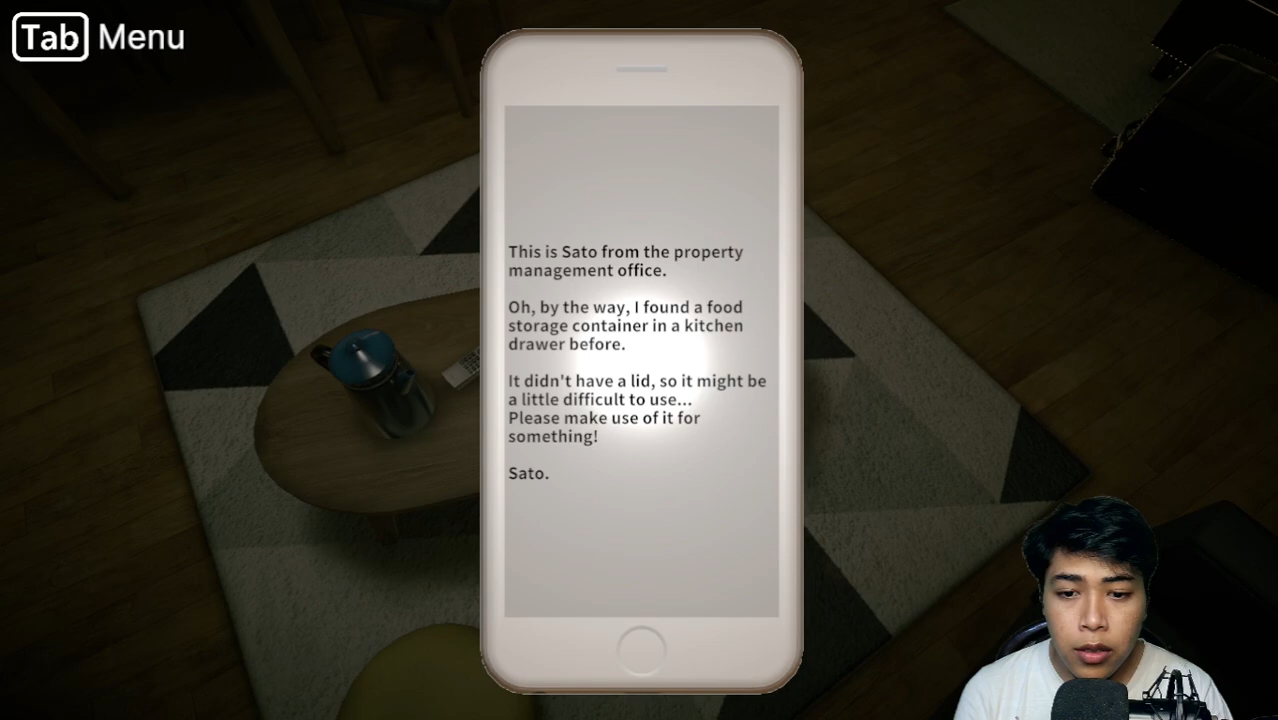 Tab Menu
This is Sato from the property
management office.
Oh, by the way, I found a food
storage container in a kitchen
drawer before.
It didn't have a lid, so it might be
a little difficult to use...
Please make use of it for
something!
Sato.